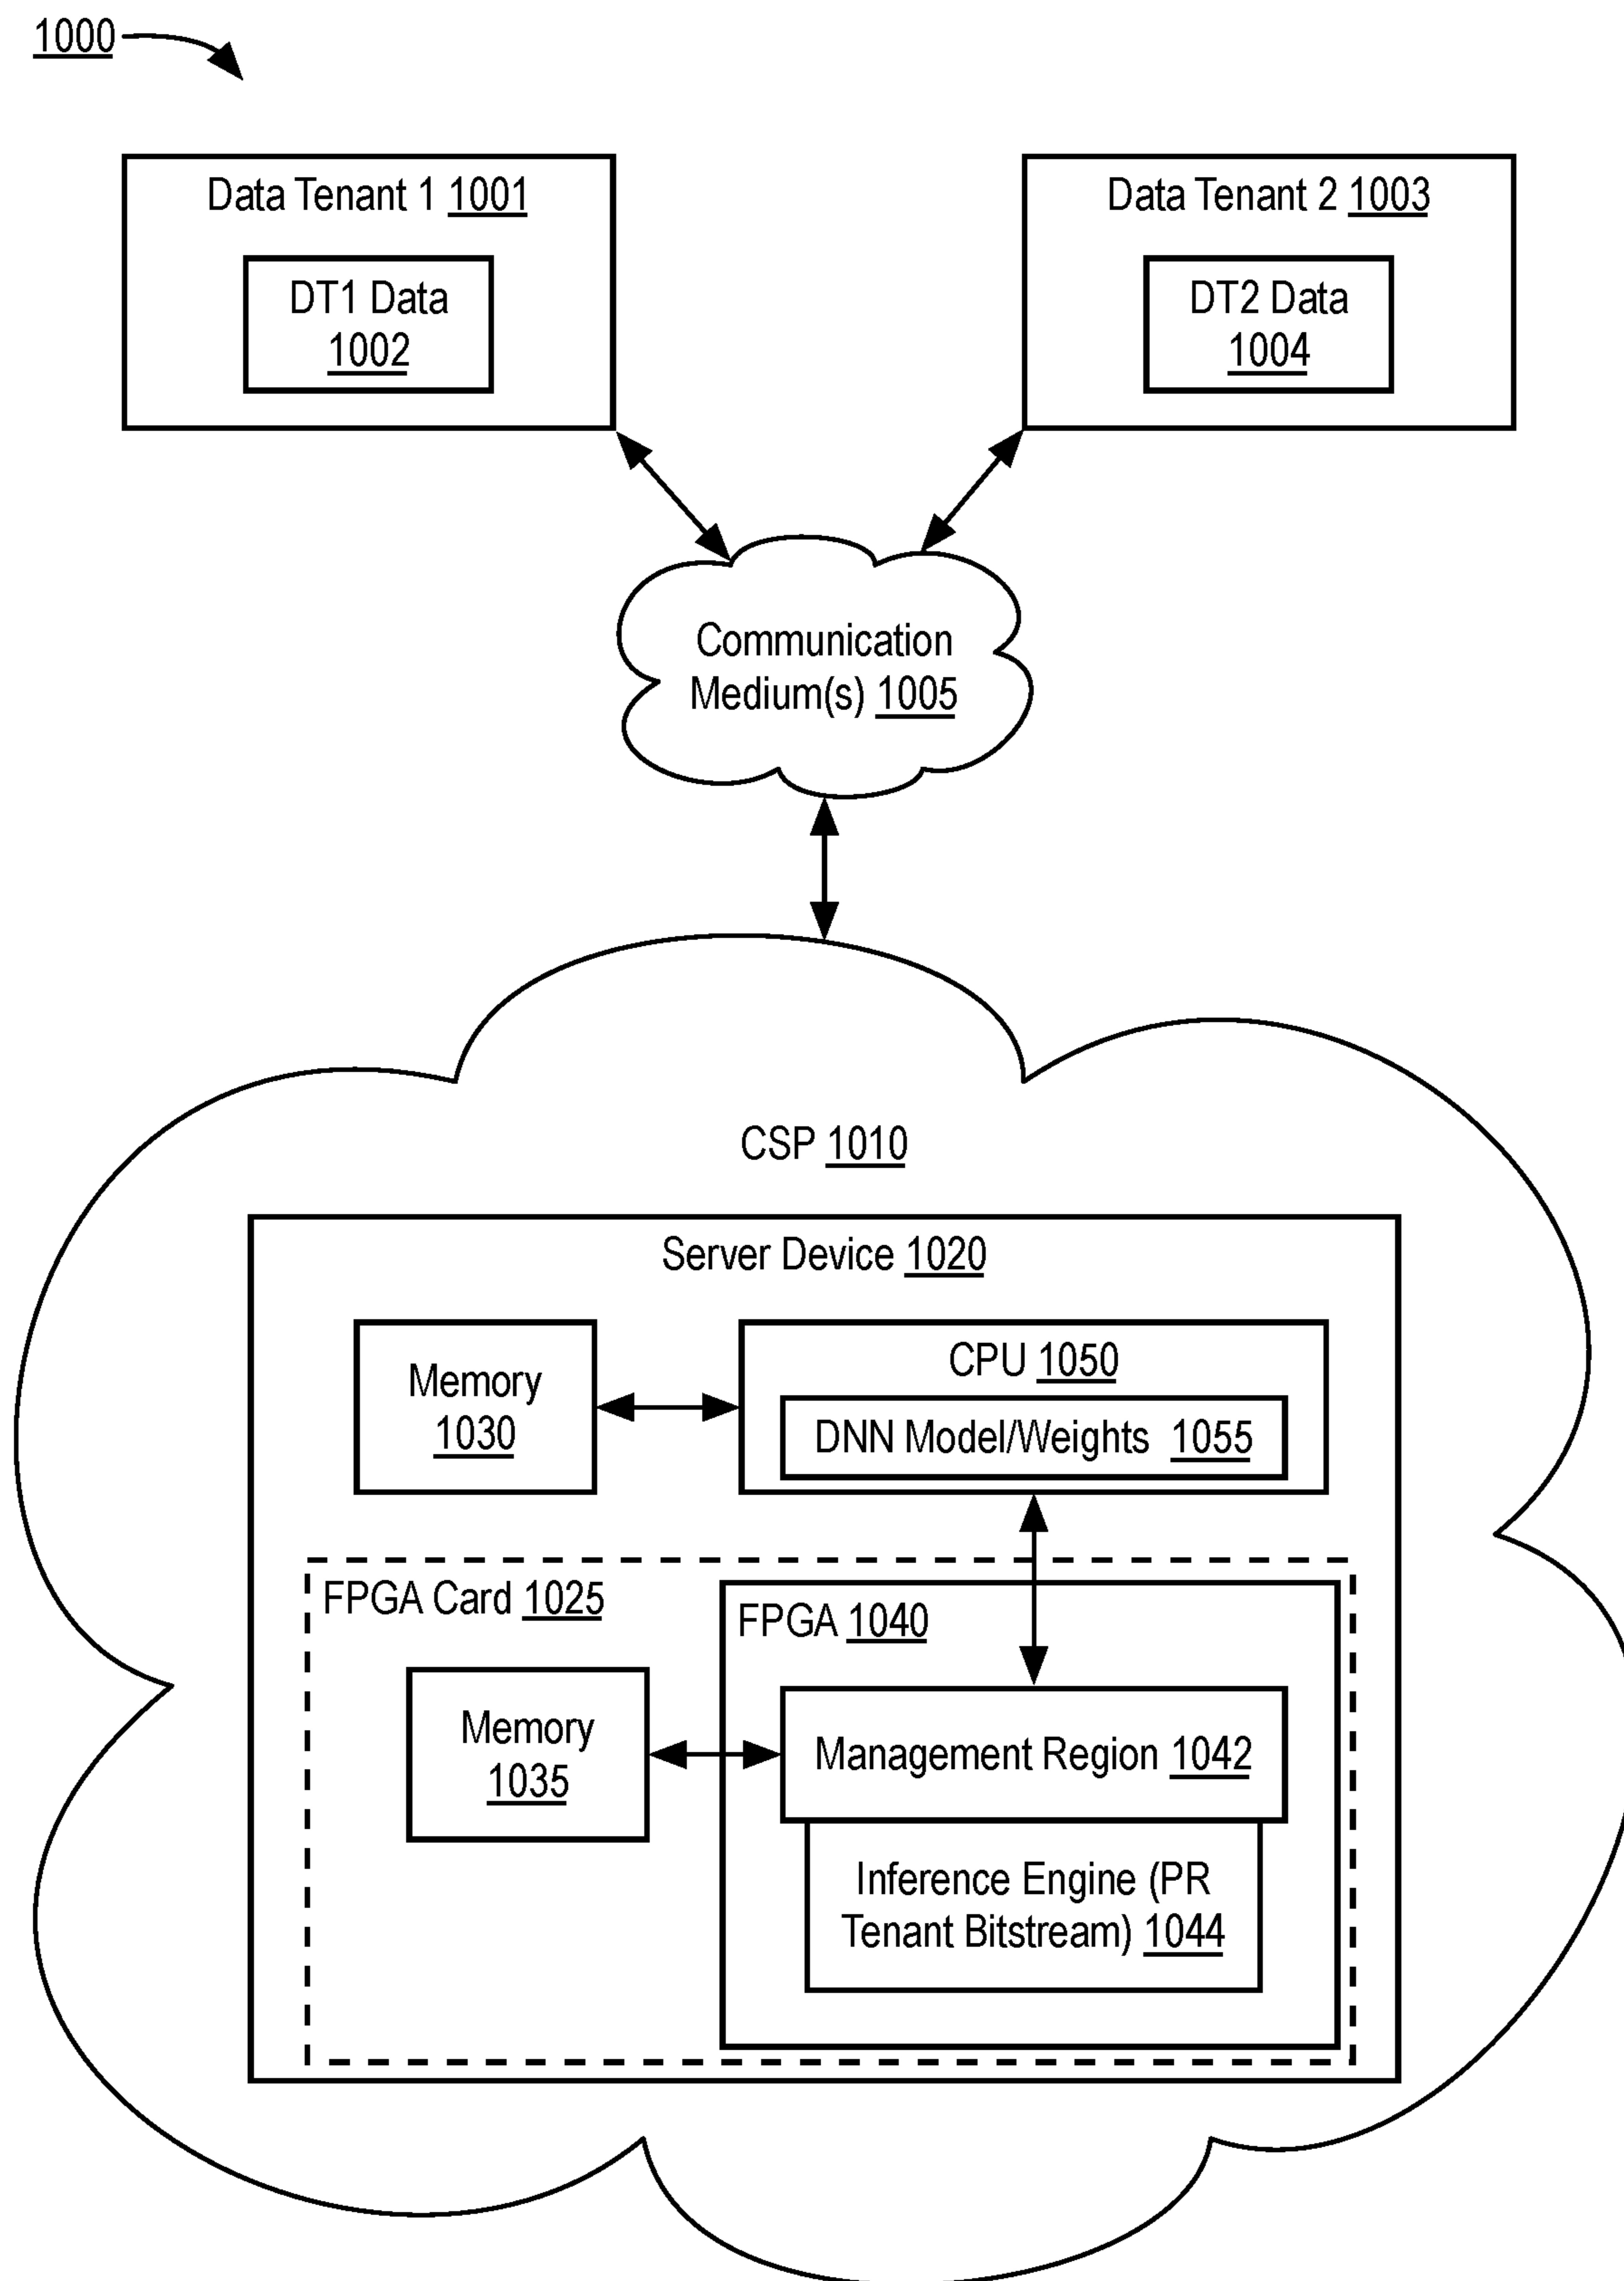 1000
Data Tenant 1 1001
DT1 Data
1002
Data Tenant 2 1003
DT2 Data
1004
Communication
Medium(s) 1005
CSP 1010
Server Device 1020
Memory
1030
CPU 1050
DNN Model/Weights 1055
FPGA Card 1025
FPGA 1040
Memory
1035
Management Region 1042
Inference Engine (PR
Tenant Bitstream) 1044